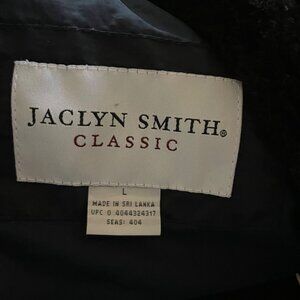 JACLYN SMITH®
CLASSIC
L
MADE IN SRI LANKA
UPC 0 4044324317
SEAS: 404